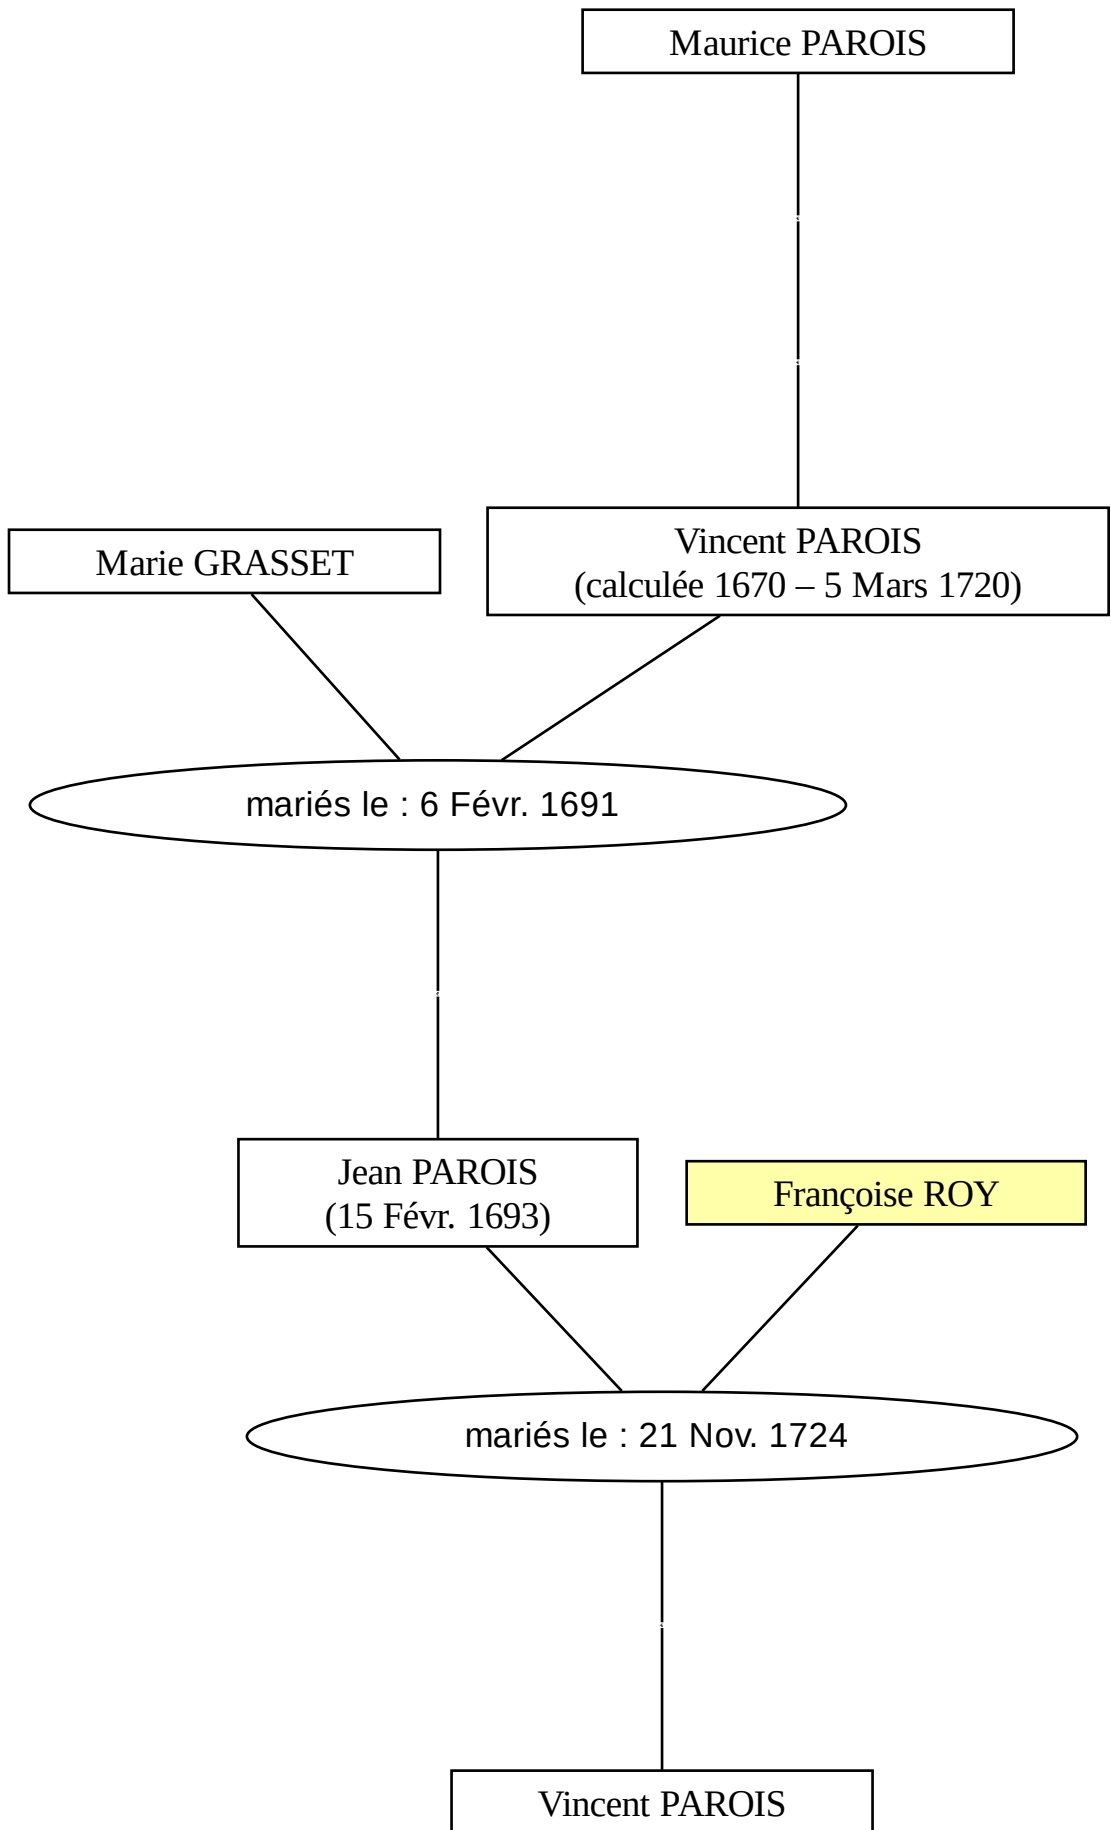 Maurice PAROIS
Marie GRASSET
Vincent PAROIS
(calculée 1670 – 5 Mars 1720)
mariés le : 6 Févr. 1691
Jean PAROIS
(15 Févr. 1693)
Françoise ROY
mariés le : 21 Nov. 1724
Vincent PAROIS